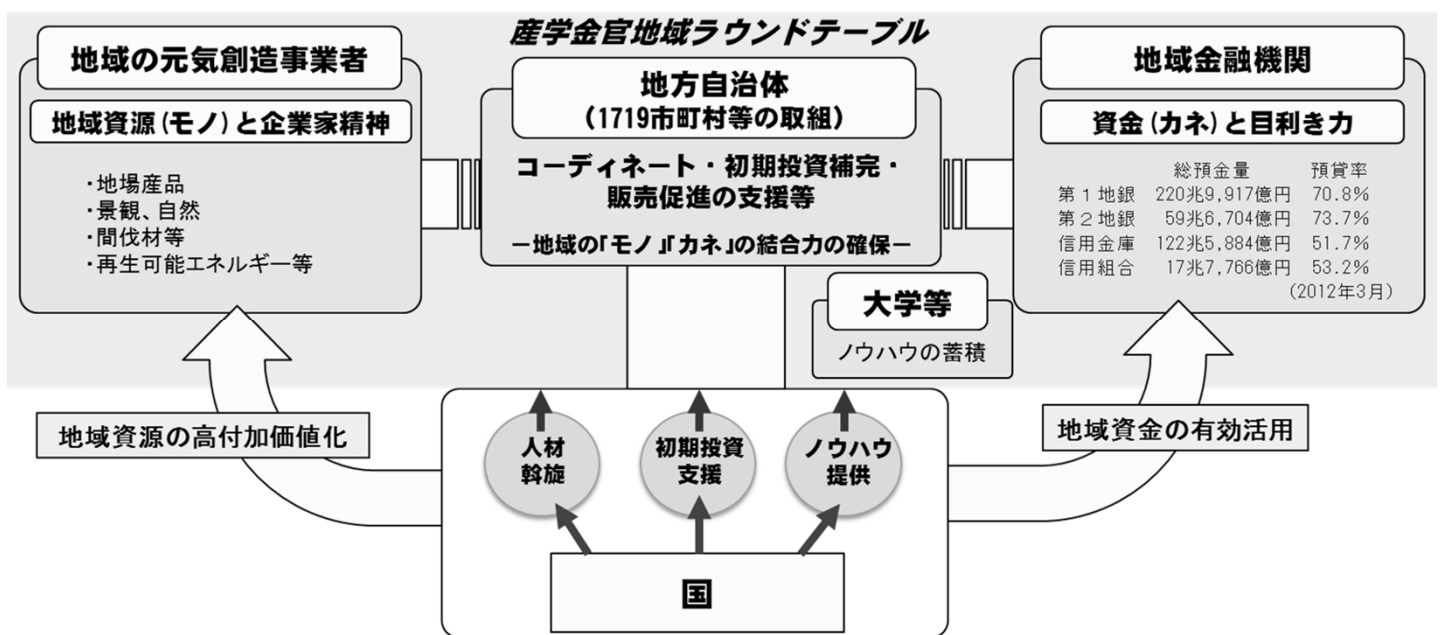 産学金官地域ラウンドテーブル
地域の元気創造事業者
地域資源(モノ)と企業家精神
・地場産品
・景観、自然
・間伐材等
・再生可能エネルギー等
地方自治体
(1719市町村等の取組)
コーディネート・初期投資補完・
販売促進の支援等
－地域の｢モノ｣｢カネ｣の結合力の確保－
地域金融機関
資金(カネ)と目利き力
総預金量 預貸率
第１地銀 220兆9,917億円 70.8%
第２地銀 59兆6,704億円 73.7%
信用金庫 122兆5,884億円 51.7%
信用組合 17兆7,766億円 53.2%
(2012年3月)
大学等
ノウハウの蓄積
地域資源の高付加価値化
人材
斡旋
初期投資
支援
ノウハウ
提供
地域資金の有効活用
国